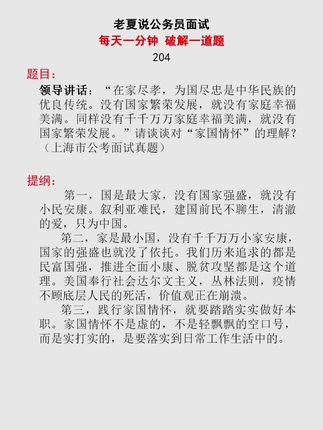 老夏说公务员面试
每天一分钟 破解一道题
204
题目：
领导讲话：“在家尽孝，为国尽忠是中华民族的
优良传统。没有国家繁荣发展，就没有家庭幸福
美满。同样没有千千万万家庭幸福美满，就没有
国家繁荣发展。”请谈谈对“家国情怀”的理解？
（上海市公考面试真题）
提纲：
第一，国是最大家，没有国家强盛，就没有
小民安康。叙利亚难民，建国前民不聊生，清澈
的爱，只为中国。
第二，家是最小国，没有千千万万小家安康，
国家的强盛也就没了依托。我们历来追求的都是
民富国强，推进全面小康、脱贫攻坚都是这个道
理。美国奉行社会达尔文主义，丛林法则，疫情
不顾底层人民的死活，价值观正在崩溃。
第三，践行家国情怀，就要踏踏实实做好本
职。家国情怀不是虚的，不是轻飘飘的空口号，
而是实打实的，是要落实到日常工作生活中的。